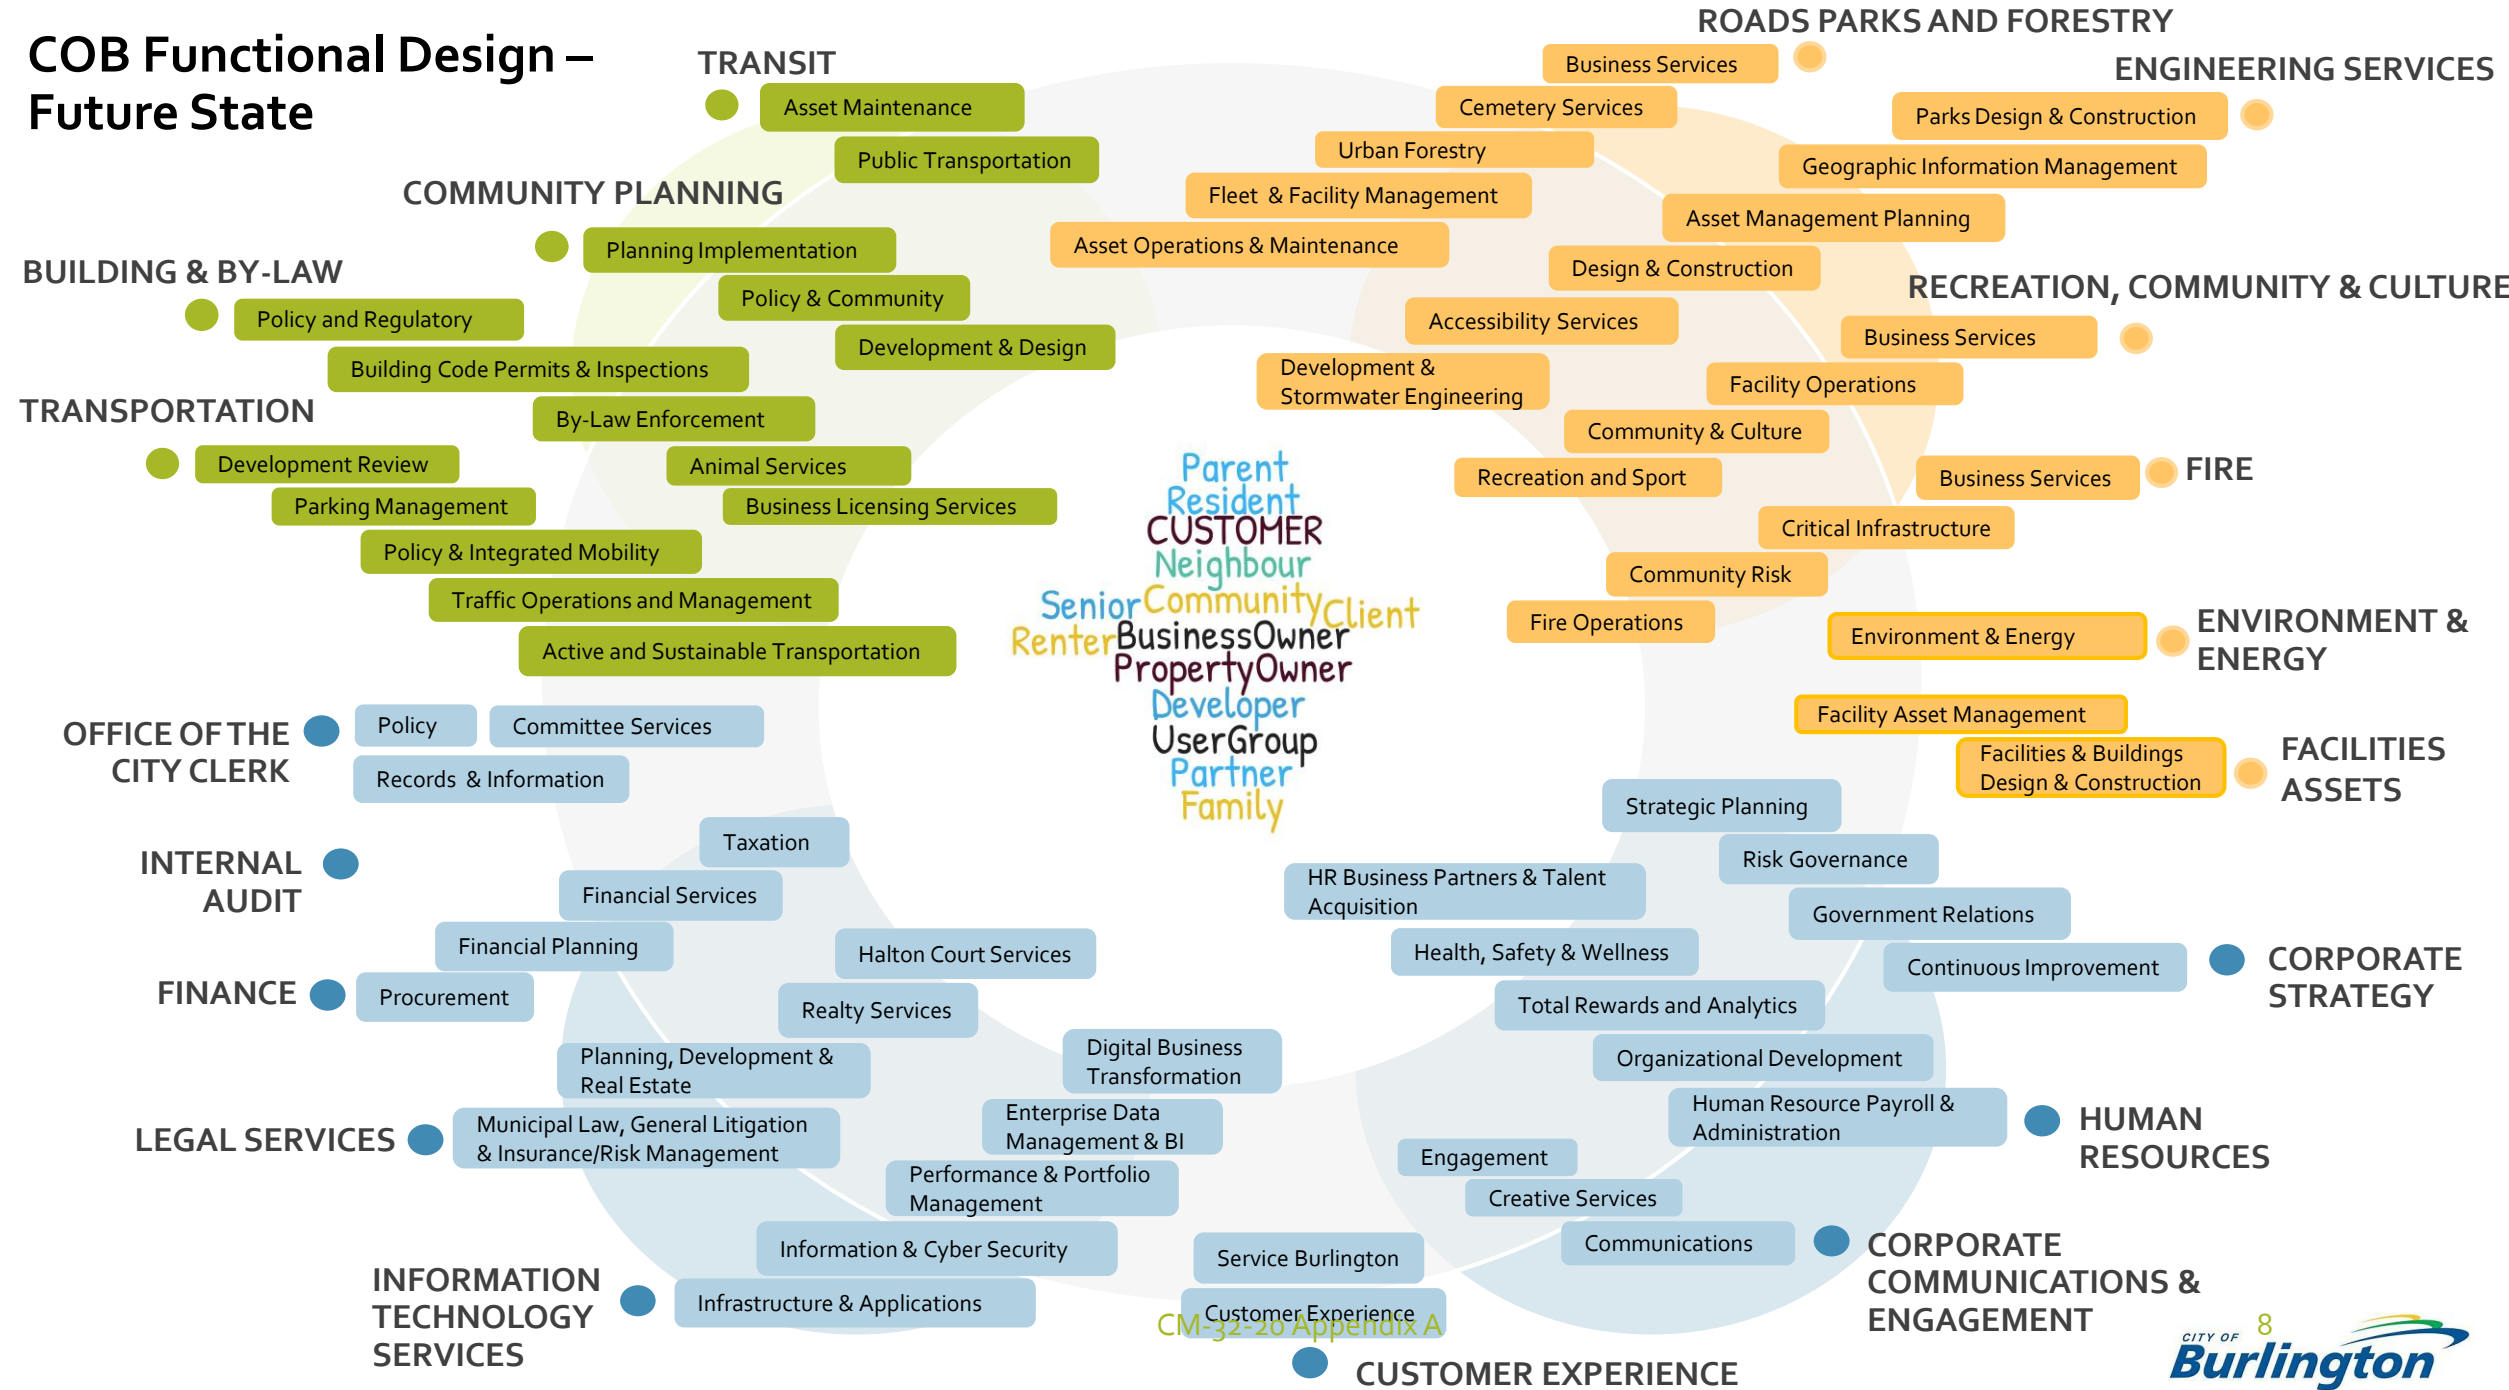 COB Functional Design –
Future State
TRANSIT
Asset Maintenance
Public Transportation
COMMUNITY PLANNING
Planning Implementation
Policy & Community
Development & Design
BUILDING & BY-LAW
Policy and Regulatory
Building Code Permits & Inspections
By-Law Enforcement
Animal Services
Business Licensing Services
TRANSPORTATION
Development Review
Parking Management
Policy & Integrated Mobility
Traffic Operations and Management
Active and Sustainable Transportation
ROADS PARKS AND FORESTRY
Business Services
Cemetery Services
Urban Forestry
Fleet & Facility Management
Asset Operations & Maintenance
ENGINEERING SERVICES
Parks Design & Construction
Geographic Information Management
Asset Management Planning
Design & Construction
Accessibility Services
Development &
Stormwater Engineering
RECREATION, COMMUNITY & CULTURE
Business Services
Facility Operations
Community & Culture
Recreation and Sport
FIRE
Business Services
Critical Infrastructure
Community Risk
Fire Operations
ENVIRONMENT &
ENERGY
Environment & Energy
Facility Asset Management
Facilities & Buildings
Design & Construction
FACILITIES
ASSETS
Parent
Resident
CUSTOMER
Neighbour
Senior Community Client
Renter BusinessOwner
PropertyOwner
Developer
UserGroup
Partner
Family
OFFICE OF THE
CITY CLERK
Policy
Committee Services
Records & Information
INTERNAL
AUDIT
Taxation
Financial Services
Financial Planning
FINANCE
Procurement
Halton Court Services
Realty Services
Planning, Development &
Real Estate
LEGAL SERVICES
Municipal Law, General Litigation
& Insurance/Risk Management
Digital Business
Transformation
Enterprise Data
Management & BI
Performance & Portfolio
Management
Information & Cyber Security
Infrastructure & Applications
INFORMATION
TECHNOLOGY
SERVICES
Strategic Planning
Risk Governance
Government Relations
Continuous Improvement
CORPORATE
STRATEGY
HR Business Partners & Talent
Acquisition
Health, Safety & Wellness
Total Rewards and Analytics
Organizational Development
Human Resource Payroll &
Administration
HUMAN
RESOURCES
Engagement
Creative Services
Communications
CORPORATE
COMMUNICATIONS &
ENGAGEMENT
Service Burlington
Customer Experience
CM-32-20 Appendix A
CUSTOMER EXPERIENCE
8
CITY OF
Burlington